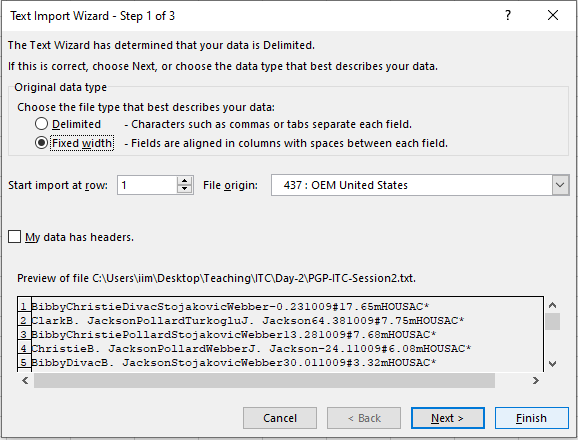 Text Import Wizard - Step 1 of 3
The Text Wizard has determined that your data is Delimited.
If this is correct, choose Next, or choose the data type that best describes your data.
Original data type
Choose the file type that best describes your data:
Delimited - Characters such as commas or tabs separate each field.
Fixed width - Fields are aligned in columns with spaces between each field.
Start import at row: 1 File origin: 437 : OEM United States
My data has headers.
Preview of file C:\Users\iim\Desktop\Teaching\ITC\Day-2\PGP-ITC-Session2.txt.
1 BibbyChristieDivacStojakovicWebber-0.231009#17.65mHOUSAC*
2 ClarkB. JacksonPollardTurkogluJ. Jackson64.381009#7.75mHOUSAC*
3 BibbyChristiePollardStojakovicWebber13.281009#7.68mHOUSAC*
4 ChristieB. JacksonPollardWebberJ. Jackson-24.11009#6.08mHOUSAC*
5 BibbyDivacB. JacksonStojakovicWebber30.011009#3.32mHOUSAC*
Cancel < Back Next > Finish